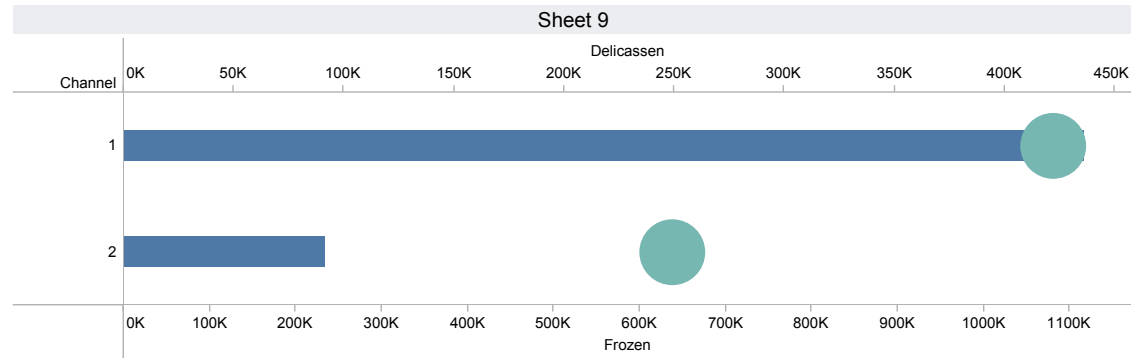 Sheet 9
Delicassen
Channel 0K 50K 100K 150K 200K 250K 300K 350K 400K 450K
1
2
0K 100K 200K 300K 400K 500K 600K 700K 800K 900K 1000K 1100K
Frozen